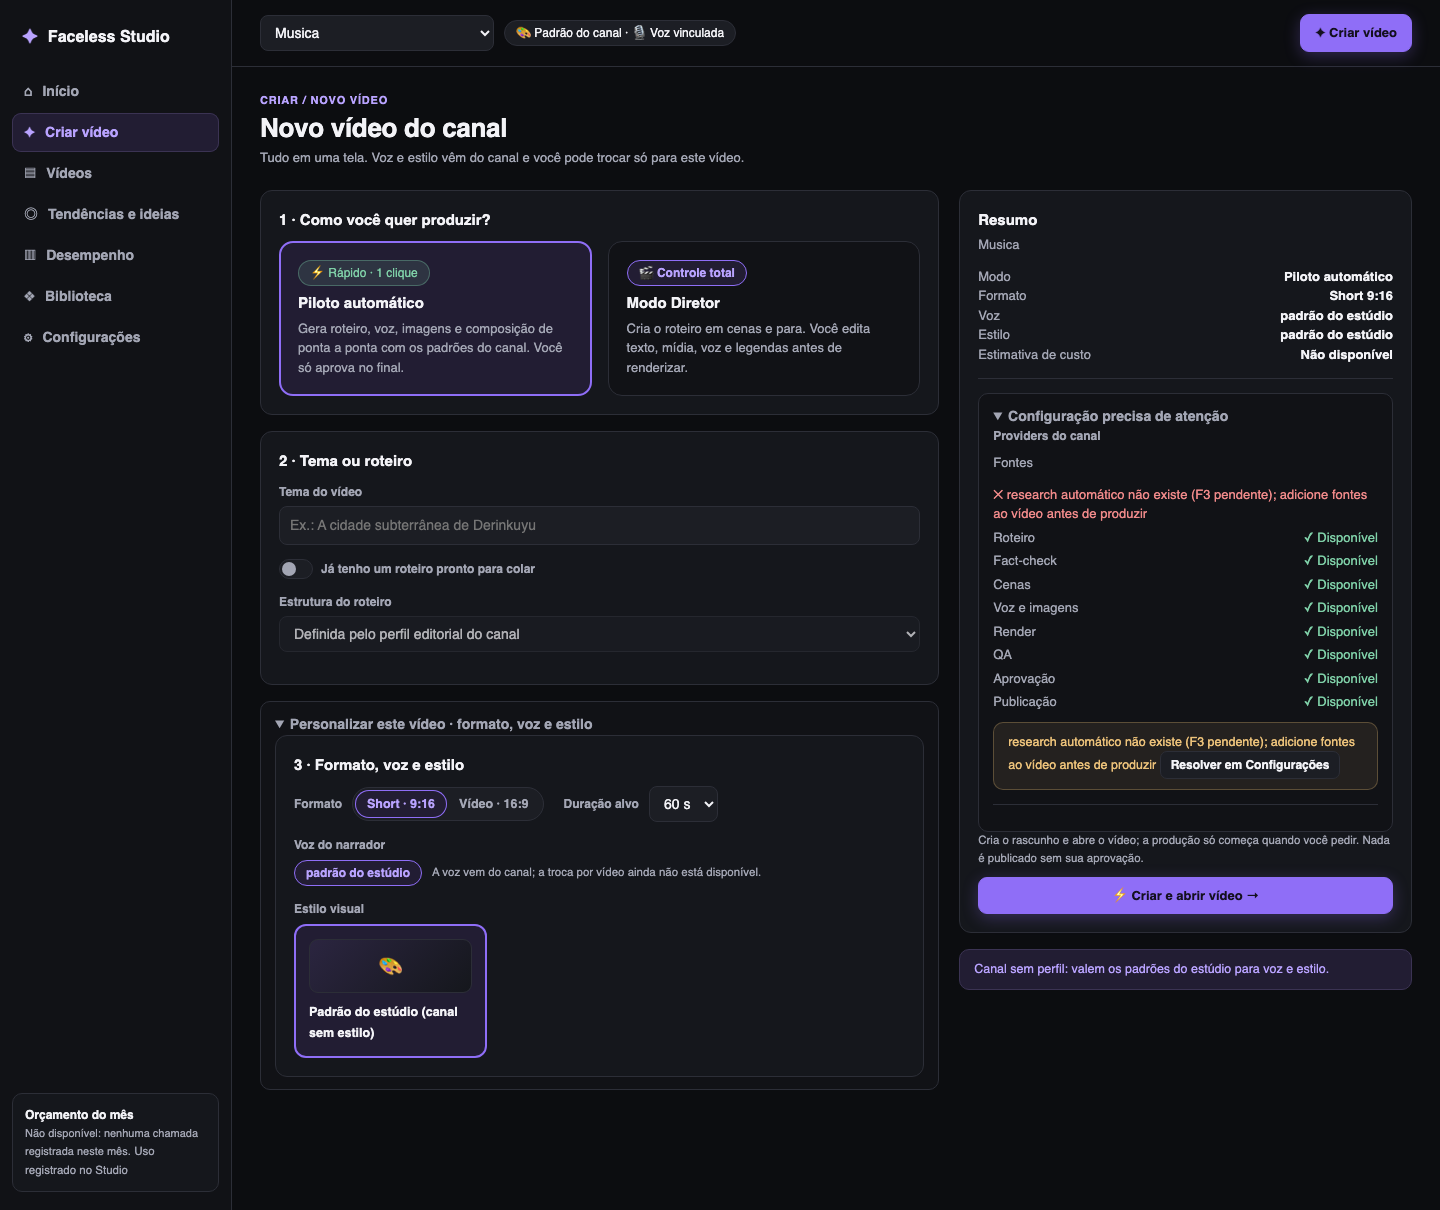 Faceless Studio
Início
Criar vídeo
Vídeos
Tendências e ideias
Desempenho
Biblioteca
Configurações
Orçamento do mês
Não disponível: nenhuma chamada
registrada neste mês. Uso
registrado no Studio
Musica
Padrão do canal · Voz vinculada
Criar vídeo
CRIAR / NOVO VÍDEO
Novo vídeo do canal
Tudo em uma tela. Voz e estilo vêm do canal e você pode trocar só para este vídeo.
1 · Como você quer produzir?
Rápido · 1 clique
Piloto automático
Gera roteiro, voz, imagens e composição de
ponta a ponta com os padrões do canal. Você
só aprova no final.
Controle total
Modo Diretor
Cria o roteiro em cenas e para. Você edita
texto, mídia, voz e legendas antes de
renderizar.
2 · Tema ou roteiro
Tema do vídeo
Ex.: A cidade subterrânea de Derinkuyu
Já tenho um roteiro pronto para colar
Estrutura do roteiro
Definida pelo perfil editorial do canal
Personalizar este vídeo · formato, voz e estilo
3 · Formato, voz e estilo
Formato Short · 9:16 Vídeo · 16:9 Duração alvo 60 s
Voz do narrador
padrão do estúdio A voz vem do canal; a troca por vídeo ainda não está disponível.
Estilo visual
Padrão do estúdio (canal
sem estilo)
Resumo
Musica
Modo Piloto automático
Formato Short 9:16
Voz padrão do estúdio
Estilo padrão do estúdio
Estimativa de custo Não disponível
Configuração precisa de atenção
Providers do canal
Fontes
✕ research automático não existe (F3 pendente); adicione fontes
ao vídeo antes de produzir
Roteiro ✓ Disponível
Fact-check ✓ Disponível
Cenas ✓ Disponível
Voz e imagens ✓ Disponível
Render ✓ Disponível
QA ✓ Disponível
Aprovação ✓ Disponível
Publicação ✓ Disponível
research automático não existe (F3 pendente); adicione fontes
ao vídeo antes de produzir Resolver em Configurações
Cria o rascunho e abre o vídeo; a produção só começa quando você pedir. Nada
é publicado sem sua aprovação.
Criar e abrir vídeo →
Canal sem perfil: valem os padrões do estúdio para voz e estilo.